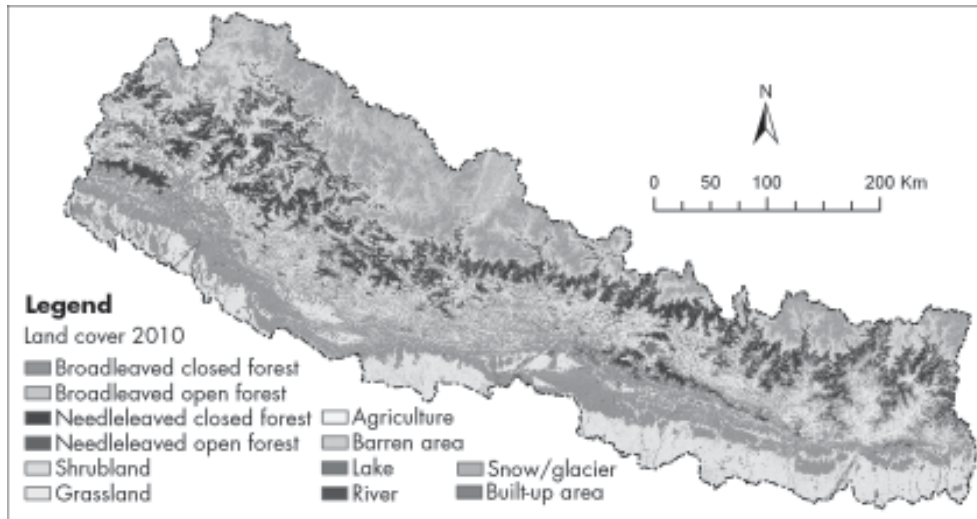 N
0 50 100 200 Km
Legend
Land cover 2010
Broadleaved closed forest
Broadleaved open forest
Needleleaved closed forest
Needleleaved open forest
Shrubland
Grassland
Agriculture
Barren area
Lake
River
Snow/glacier
Built-up area